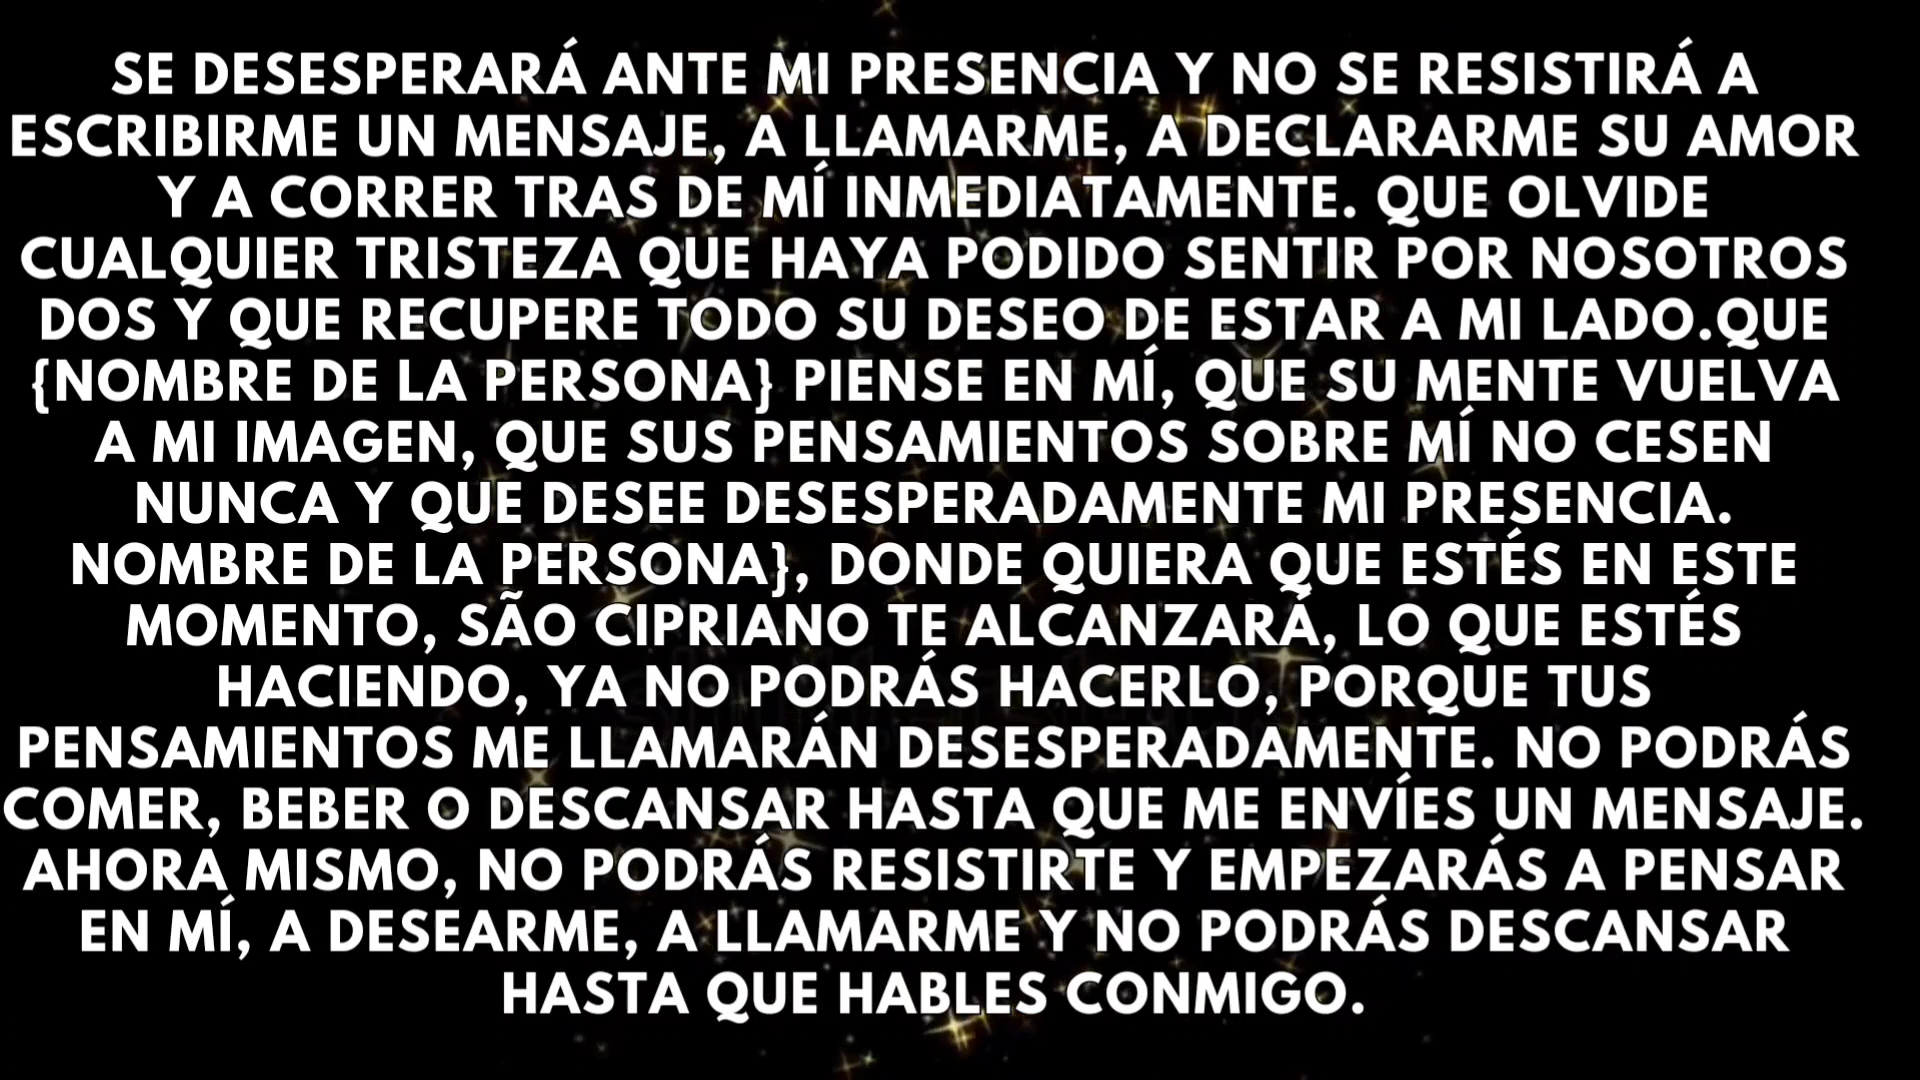 SE DESESPERARÁ ANTE MI PRESENCIA Y NO SE RESISTIRÁ A
ESCRIBIRME UN MENSAJE, A LLAMARME, A DECLARARME SU AMOR
Y A CORRER TRAS DE MÍ INMEDIATAMENTE. QUE OLVIDE
CUALQUIER TRISTEZA QUE HAYA PODIDO SENTIR POR NOSOTROS
DOS Y QUE RECUPERE TODO SU DESEO DE ESTAR A MI LADO.QUE
{NOMBRE DE LA PERSONA} PIENSE EN MÍ, QUE SU MENTE VUELVA
A MI IMAGEN, QUE SUS PENSAMIENTOS SOBRE MÍ NO CESEN
NUNCA Y QUE DESEE DESESPERADAMENTE MI PRESENCIA.
NOMBRE DE LA PERSONA}, DONDE QUIERA QUE ESTÉS EN ESTE
MOMENTO, SÃO CIPRIANO TE ALCANZARÁ, LO QUE ESTÉS
HACIENDO, YA NO PODRÁS HACERLO, PORQUE TUS
PENSAMIENTOS ME LLAMARÁN DESESPERADAMENTE. NO PODRÁS
COMER, BEBER O DESCANSAR HASTA QUE ME ENVÍES UN MENSAJE.
AHORA MISMO, NO PODRÁS RESISTIRTE Y EMPEZARÁS A PENSAR
EN MÍ, A DESEARME, A LLAMARME Y NO PODRÁS DESCANSAR
HASTA QUE HABLES CONMIGO.